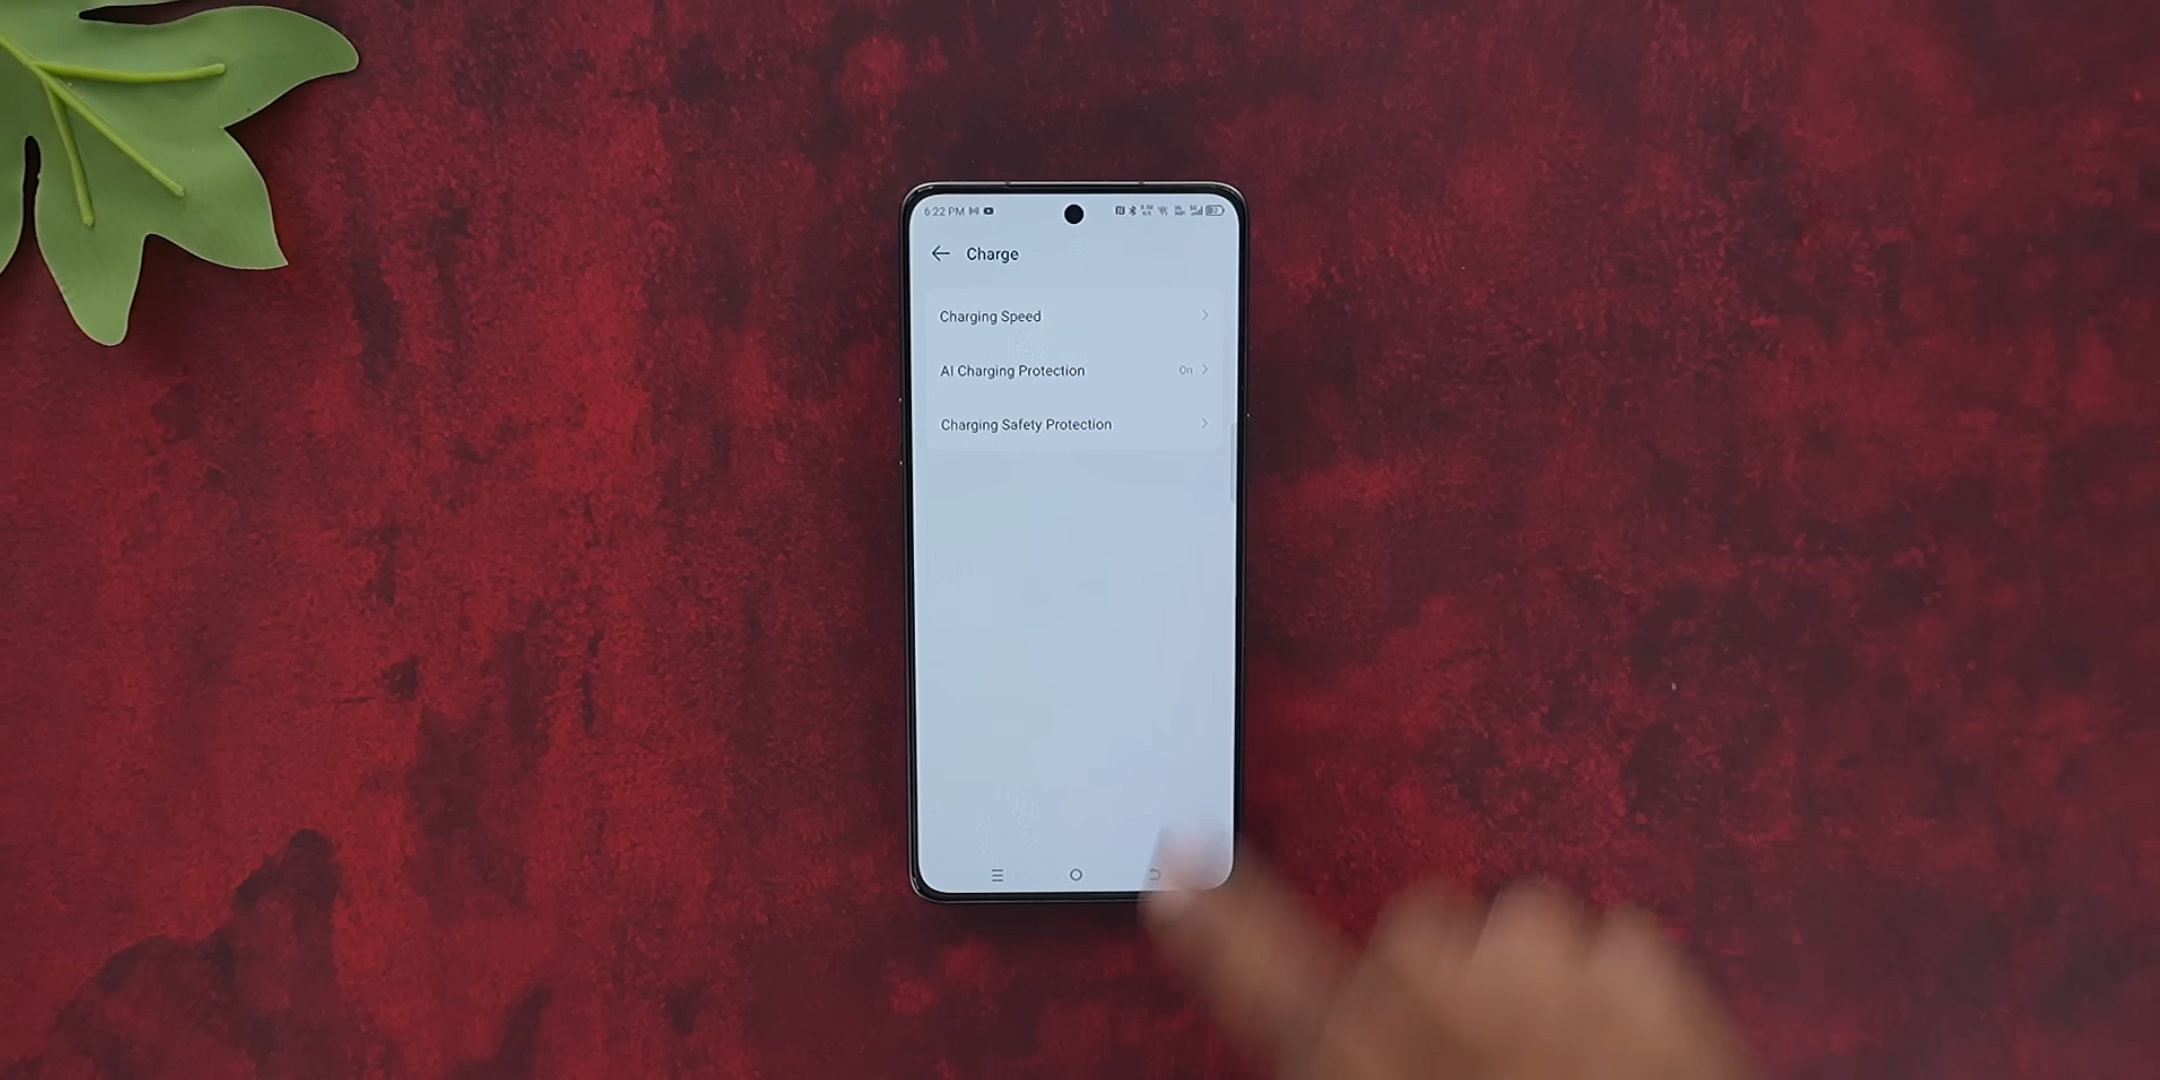 6:22 PM
Charge
Charging Speed
AI Charging Protection On
Charging Safety Protection